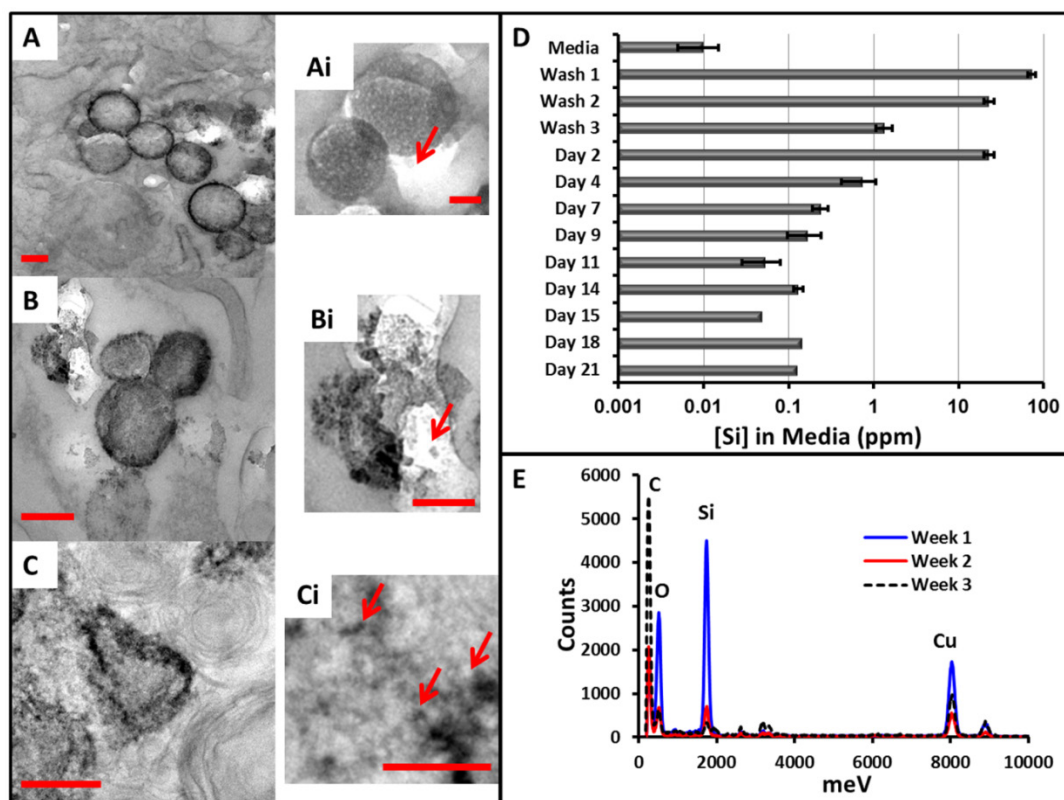 A
Ai
B
Bi
C
Ci
D
Media
Wash 1
Wash 2
Wash 3
Day 2
Day 4
Day 7
Day 9
Day 11
Day 14
Day 15
Day 18
Day 21
0.001 0.01 0.1 1 10 100
[Si] in Media (ppm)
E
6000
5000
4000
3000
2000
1000
0
Counts
C
O
Si
Cu
Week 1
Week 2
Week 3
0 2000 4000 6000 8000 10000
meV